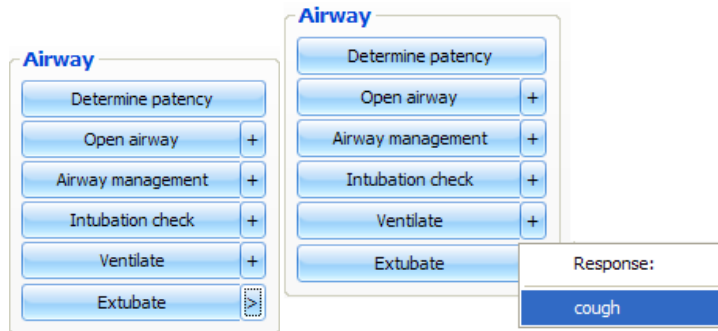 Airway
Determine patency
Open airway +
Airway management +
Intubation check +
Ventilate +
Extubate >
Airway
Determine patency
Open airway +
Airway management +
Intubation check +
Ventilate +
Extubate
Response:
cough